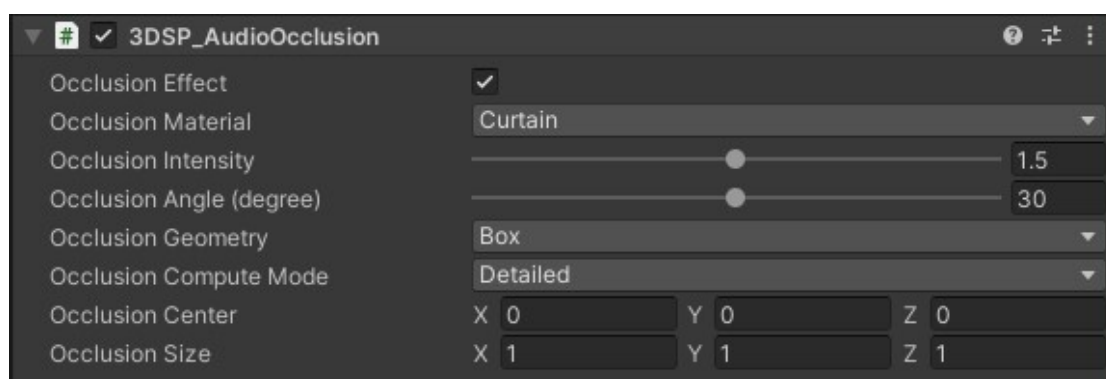 # 3DSP_AudioOcclusion
Occlusion Effect
Occlusion Material Curtain
Occlusion Intensity 1.5
Occlusion Angle (degree) 30
Occlusion Geometry Box
Occlusion Compute Mode Detailed
Occlusion Center X 0 Y 0 Z 0
Occlusion Size X 1 Y 1 Z 1